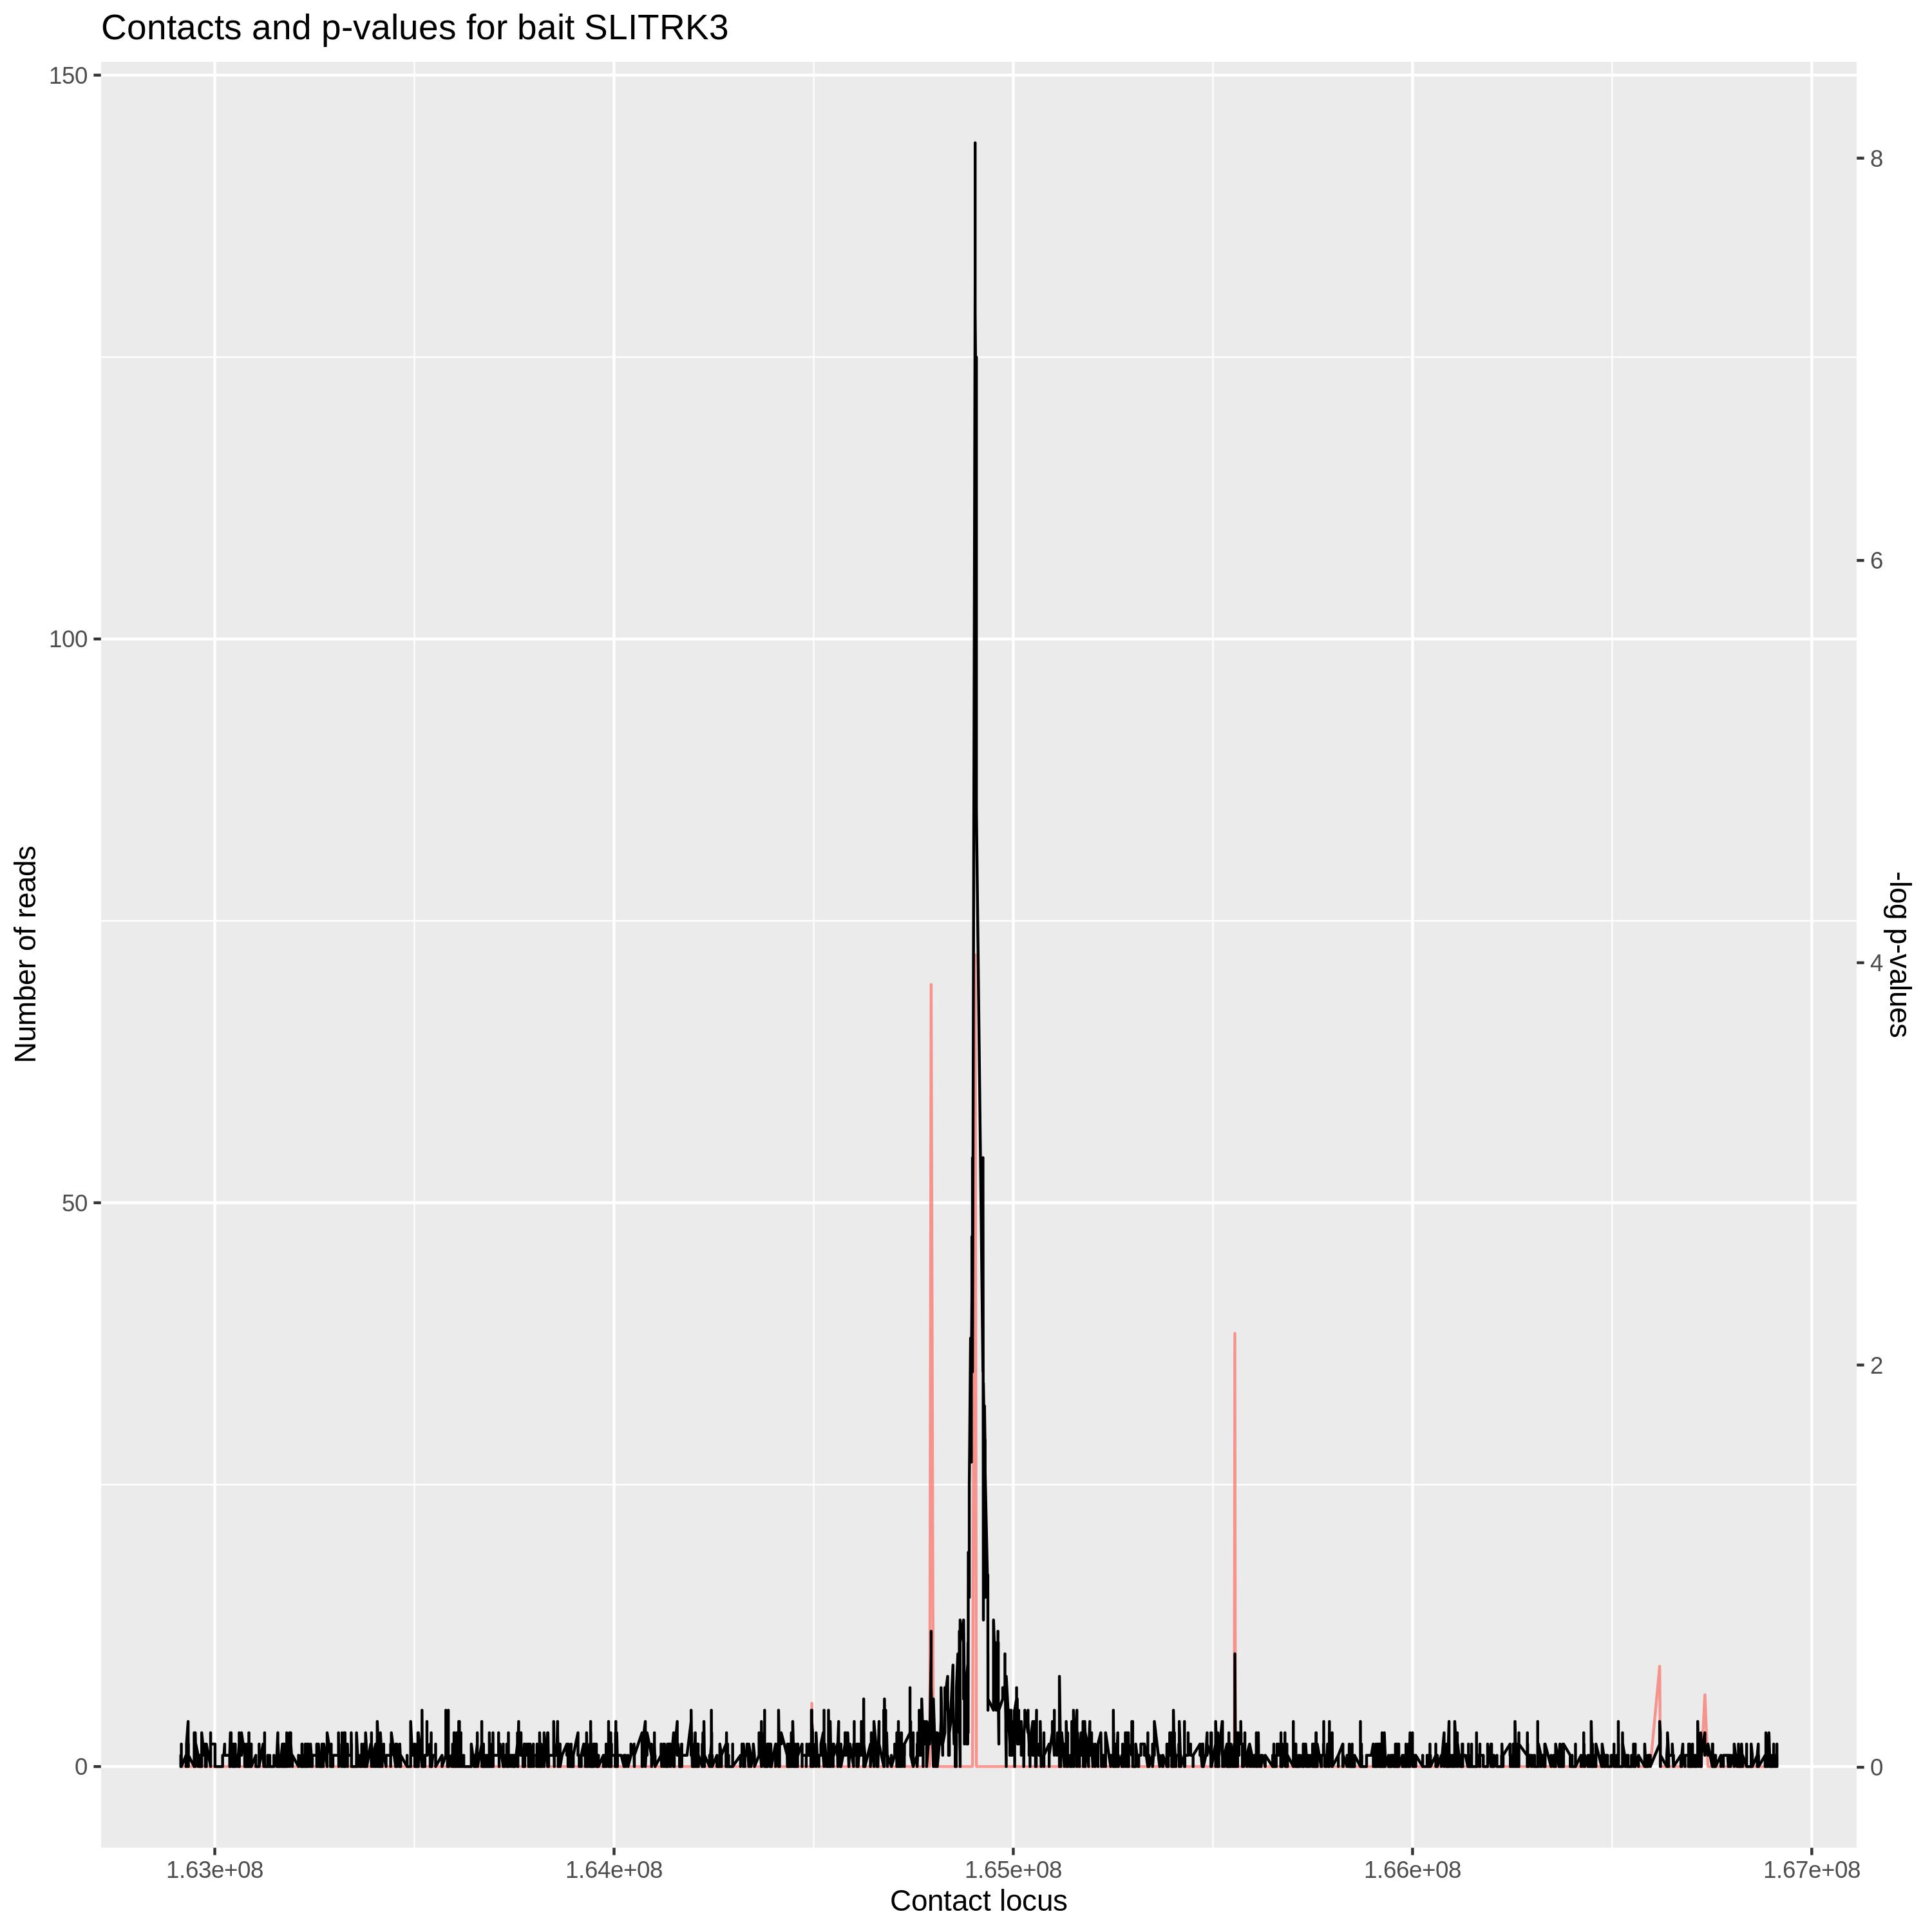 Contacts and p-values for bait SLITRK3
150
100
50
0
Number of reads
8
6
4
2
0
-log p-values
1.63e+08
1.64e+08
1.65e+08
1.66e+08
1.67e+08
Contact locus